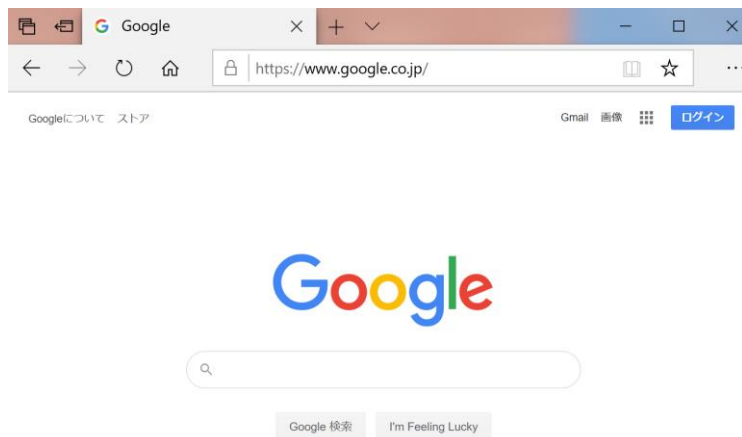 Google
https://www.google.co.jp/
Googleについて ストア Gmail 画像 ログイン
Google
Google 検索 I'm Feeling Lucky